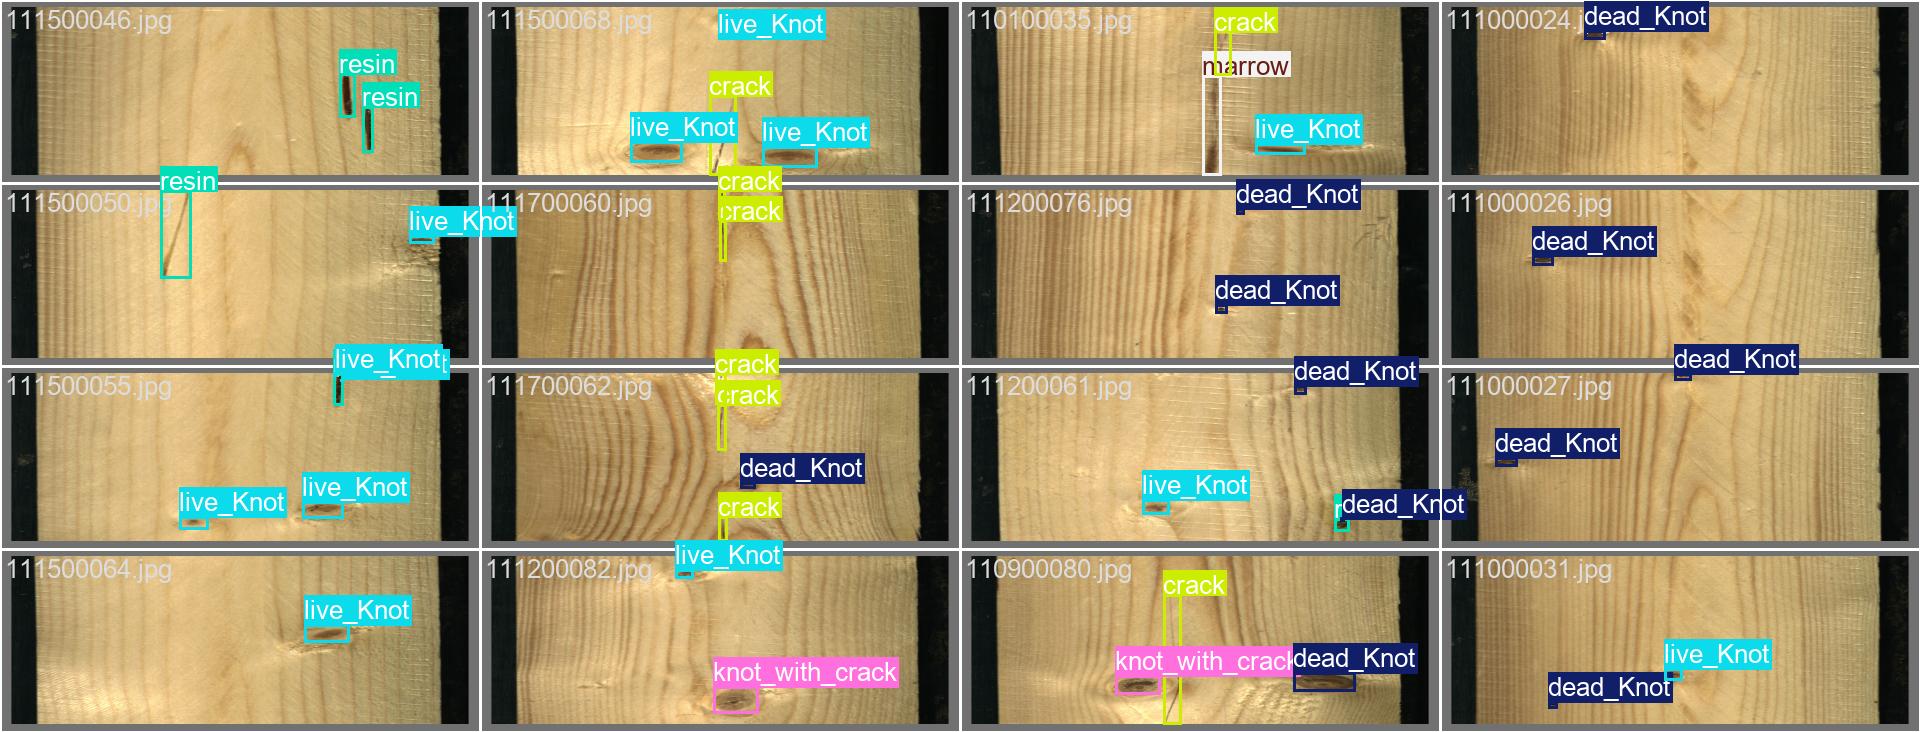 111500046.jpg
resin
resin
111500068.jpg
live_Knot
crack
live_Knot
live_Knot
110100035.jpg
crack
marrow
live_Knot
111000024.jpg
dead_Knot
111500050.jpg
resin
live_Knot
111700060.jpg
crack
crack
111200076.jpg
dead_Knot
dead_Knot
111000026.jpg
dead_Knot
111500055.jpg
live_Knot
live_Knot
live_Knot
111700062.jpg
crack
crack
dead_Knot
crack
111200061.jpg
dead_Knot
live_Knot
dead_Knot
111000027.jpg
dead_Knot
dead_Knot
111500064.jpg
live_Knot
111200082.jpg
live_Knot
knot_with_crack
110900080.jpg
crack
knot_with_crack
dead_Knot
111000031.jpg
live_Knot
dead_Knot